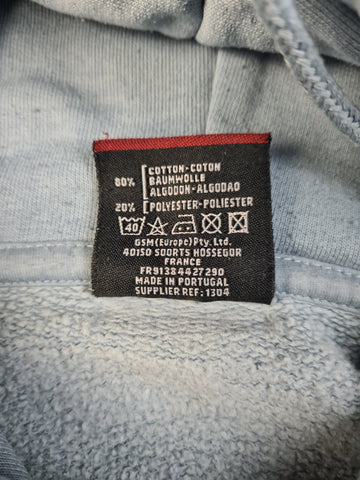 80% [COTTON-COTON
BAUMWOLLE
ALGODON-ALGODAO
20% [POLYESTER-POLIESTER
40
GSM(Europe)Pty. Ltd.
40150 SOORTS HOSSEGOR
FRANCE
FR91384427290
MADE IN PORTUGAL
SUPPLIER REF: 1304